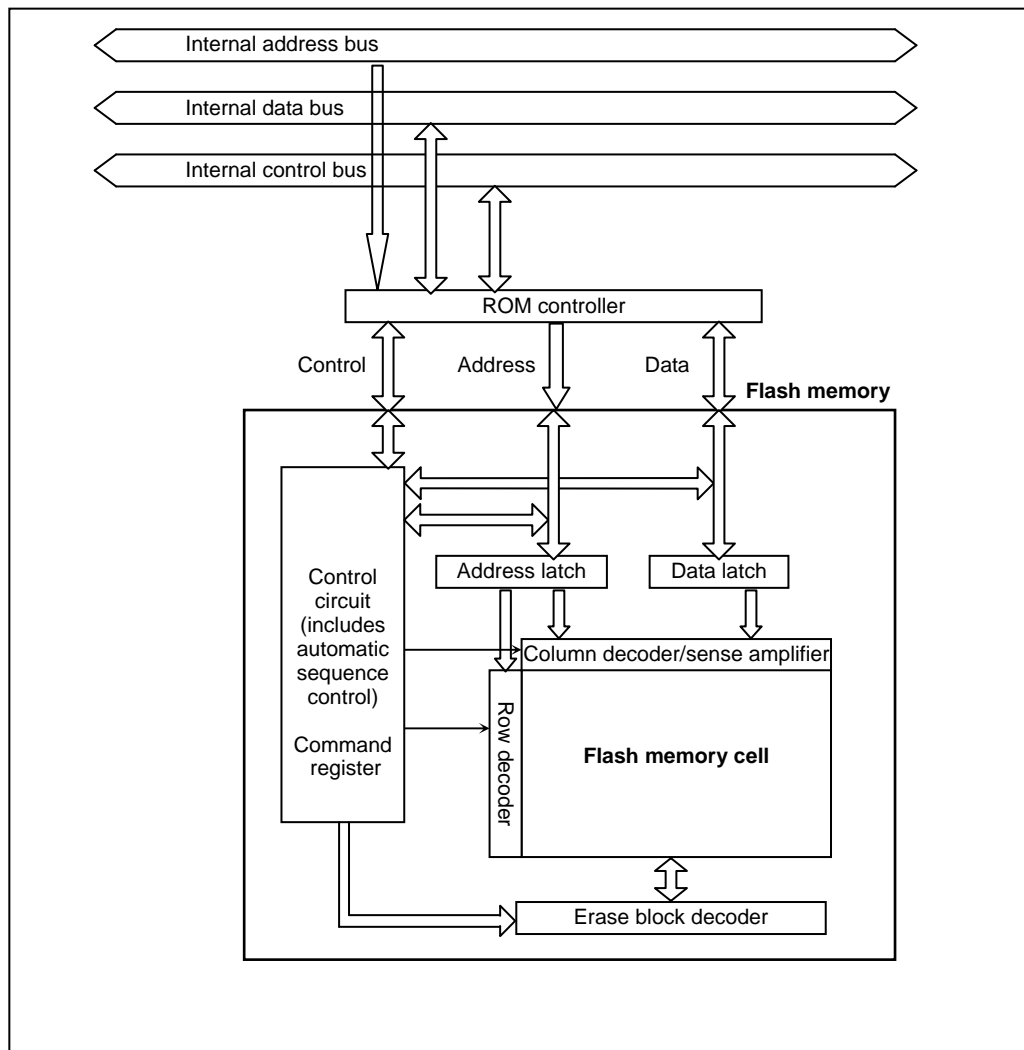 Internal address bus
Internal data bus
Internal control bus
ROM controller
Control
Address
Data
Flash memory
Address latch
Data latch
Control
circuit
(includes
automatic
sequence
control)
Command
register
Column decoder/sense amplifier
Row decoder
Flash memory cell
Erase block decoder